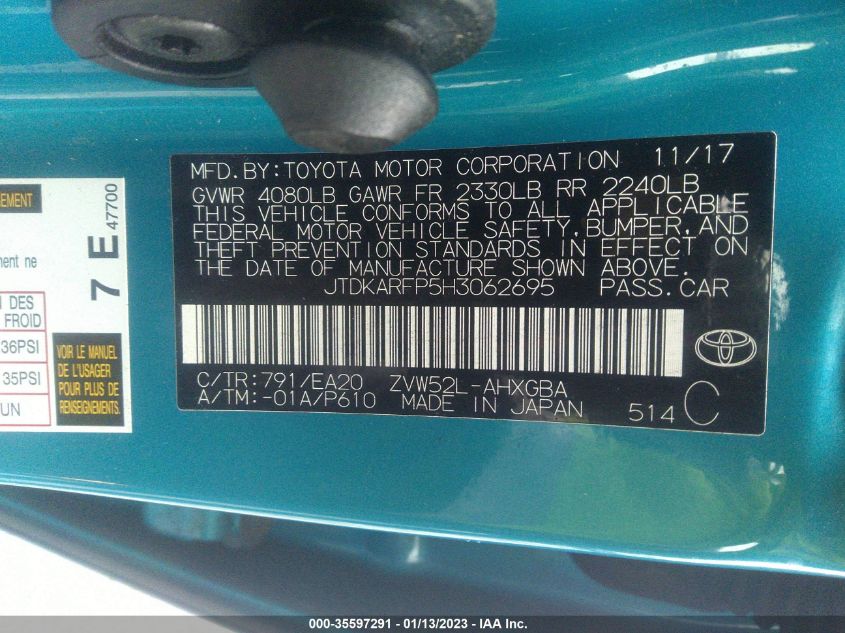 MFD.BY:TOYOTA MOTOR CORPORATION 11/17
GVWR 4080LB GAWR FR 2330LB RR 2240LB
THIS VEHICLE CONFORMS TO ALL APPLICABLE
FEDERAL MOTOR VEHICLE SAFETY,BUMPER,AND
THEFT PREVENTION STANDARDS IN EFFECT ON
THE DATE OF MANUFACTURE SHOWN ABOVE.
JTDKARFP5H3062695 PASS.CAR
C/TR:791/EA20 ZVW52L-AHXGBA
A/TM:-01A/P610 MADE IN JAPAN 514 C
7 E 47700
ne
DES
FROID
36PSI
35PSI
UN
VOIR LE MANUEL
DE L'USAGER
POUR PLUS DE
RENSEIGNEMENTS.
000-35597291 - 01/13/2023 - IAA Inc.